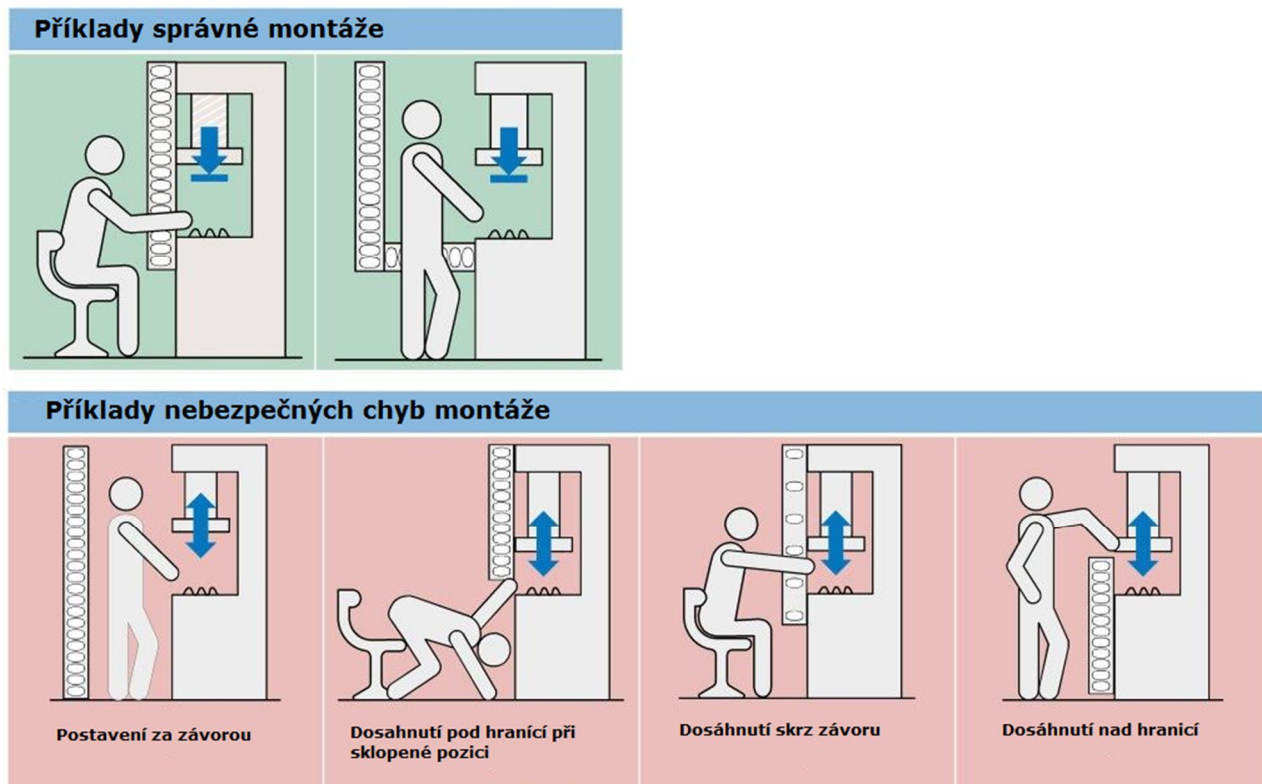 Příklady správné montáže
Příklady nebezpečných chyb montáže
Postavení za závorou
Dosahnutí pod hranící při
sklopené pozici
Dosáhnutí skrz závoru
Dosáhnutí nad hranicí